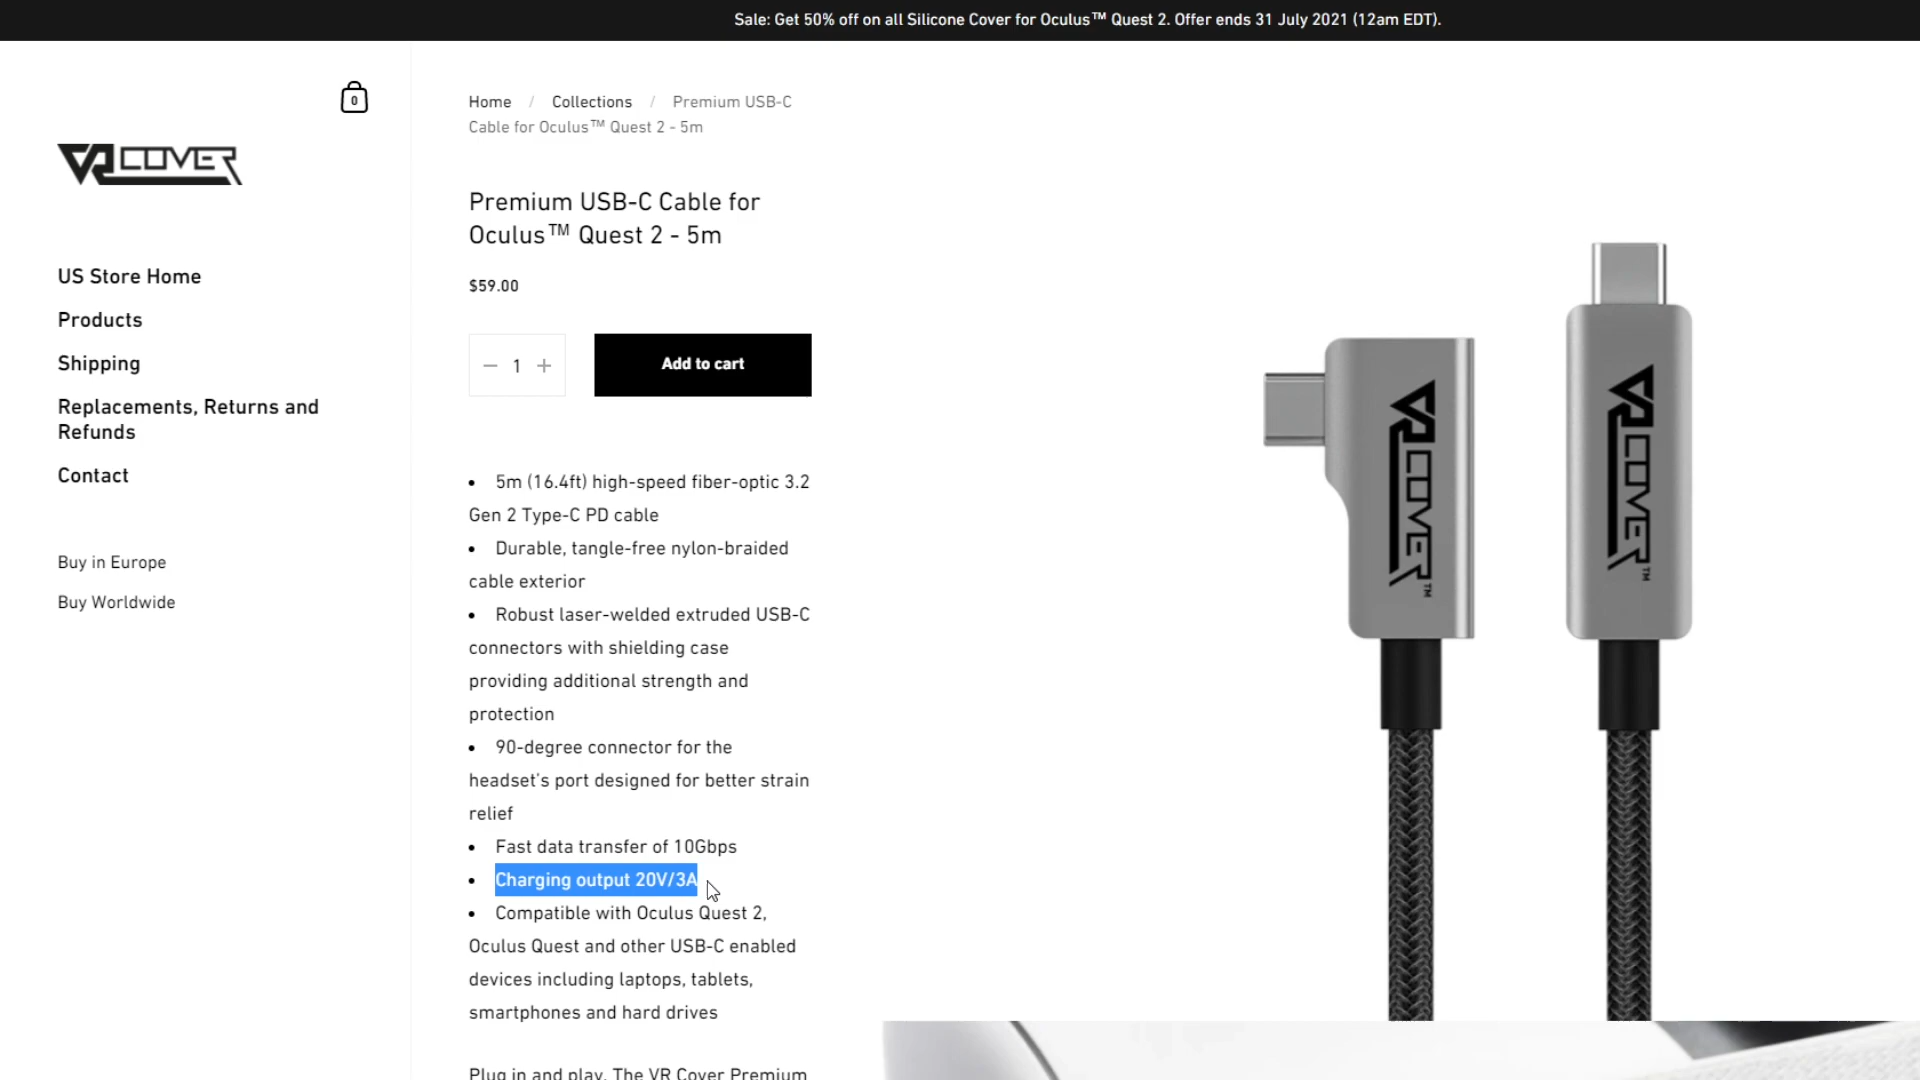 Sale: Get 50% off on all Silicone Cover for Oculus™ Quest 2. Offer ends 31 July 2021 (12am EDT).
0
VR COVER
US Store Home
Products
Shipping
Replacements, Returns and
Refunds
Contact
Buy in Europe
Buy Worldwide
Home / Collections / Premium USB-C
Cable for Oculus™ Quest 2 - 5m
Premium USB-C Cable for
Oculus™ Quest 2 - 5m
$59.00
− 1 +
Add to cart
• 5m (16.4ft) high-speed fiber-optic 3.2
Gen 2 Type-C PD cable
• Durable, tangle-free nylon-braided
cable exterior
• Robust laser-welded extruded USB-C
connectors with shielding case
providing additional strength and
protection
• 90-degree connector for the
headset's port designed for better strain
relief
• Fast data transfer of 10Gbps
• Charging output 20V/3A
• Compatible with Oculus Quest 2,
Oculus Quest and other USB-C enabled
devices including laptops, tablets,
smartphones and hard drives
Plug in and play. The VR Cover Premium
VR COVER™
VR COVER™